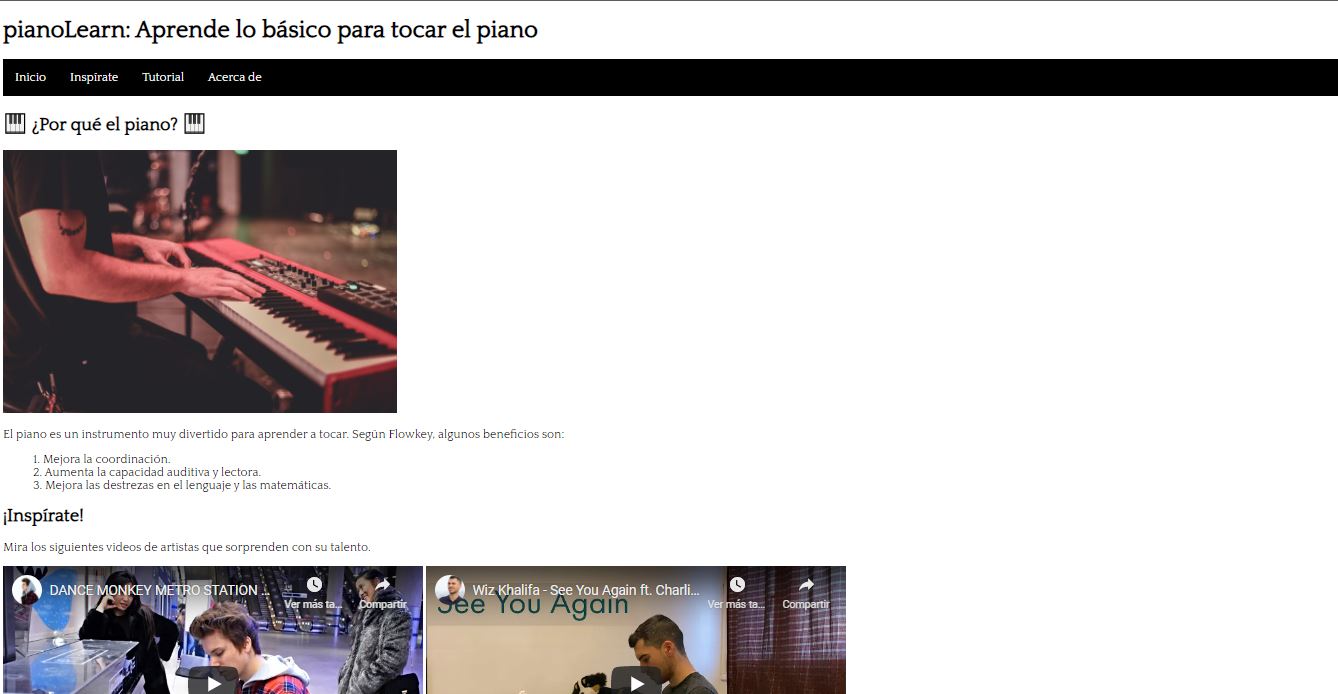 pianoLearn: Aprende lo básico para tocar el piano
Inicio Inspírate Tutorial Acerca de
🎹 ¿Por qué el piano? 🎹
El piano es un instrumento muy divertido para aprender a tocar. Según Flowkey, algunos beneficios son:
1. Mejora la coordinación.
2. Aumenta la capacidad auditiva y lectora.
3. Mejora las destrezas en el lenguaje y las matemáticas.
¡Inspírate!
Mira los siguientes videos de artistas que sorprenden con su talento.
DANCE MONKEY METRO STATION ...
Ver más ta... Compartir
Wiz Khalifa - See You Again ft. Charli...
Ver más ta... Compartir
See You Again